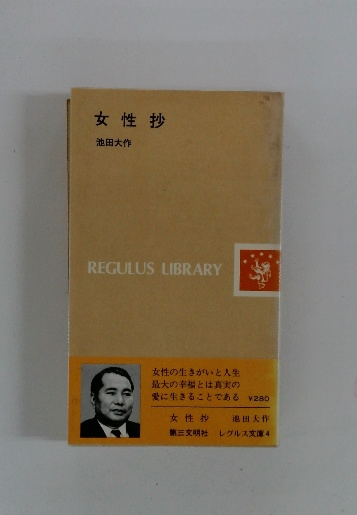 女性抄
池田大作
REGULUS LIBRARY
女性の生きがいと人生
最大の幸福とは真実の
愛に生きることである ¥280
女性抄 池田大作
第三文明社 レグルス文庫4